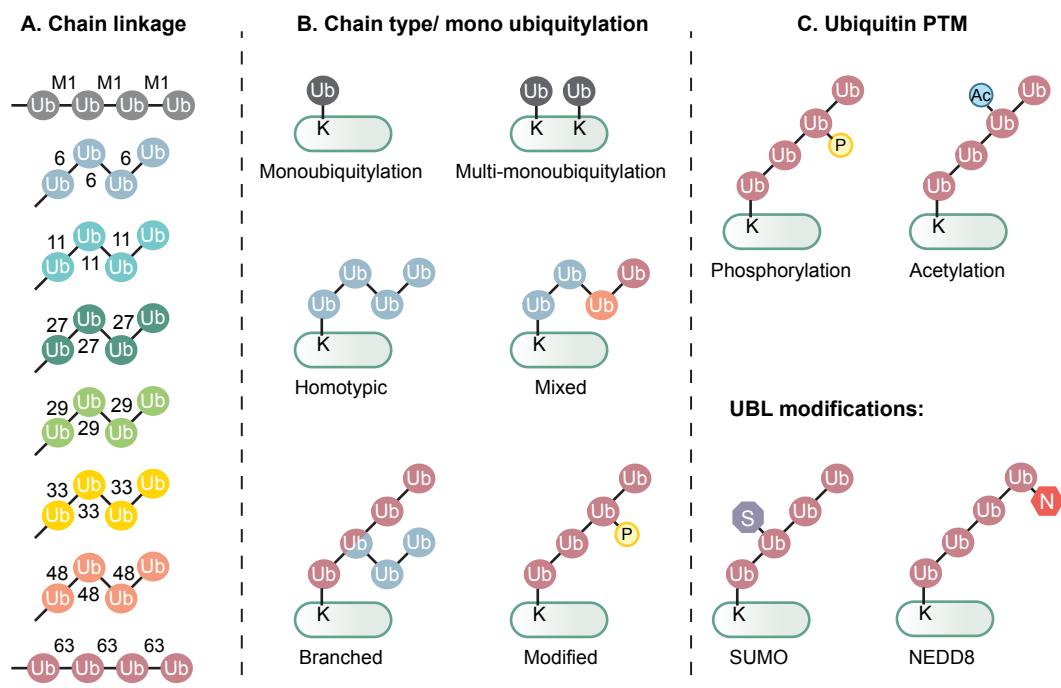 A. Chain linkage
M1 M1 M1
Ub Ub Ub Ub
6 6
6
Ub Ub Ub Ub
11 11
11
Ub Ub Ub Ub
27 27
27
Ub Ub Ub Ub
29 29
29
Ub Ub Ub Ub
33 33
33
Ub Ub Ub Ub
48 48
48
Ub Ub Ub Ub
63 63 63
Ub Ub Ub Ub
B. Chain type/ mono ubiquitylation
Ub
K
Monoubiquitylation
Ub Ub
K K
Multi-monoubiquitylation
Ub Ub Ub Ub
K
Homotypic
Ub Ub Ub Ub
K
Mixed
Ub
Ub
Ub Ub
Ub Ub
K
Branched
Ub
Ub
P
Ub
Ub
K
Modified
C. Ubiquitin PTM
Ub
Ub
P
Ub
Ub
K
Phosphorylation
Ac Ub
Ub
Ub
Ub
K
Acetylation
UBL modifications:
Ub
S Ub
Ub
Ub
K
SUMO
Ub
N
Ub
Ub
Ub
K
NEDD8